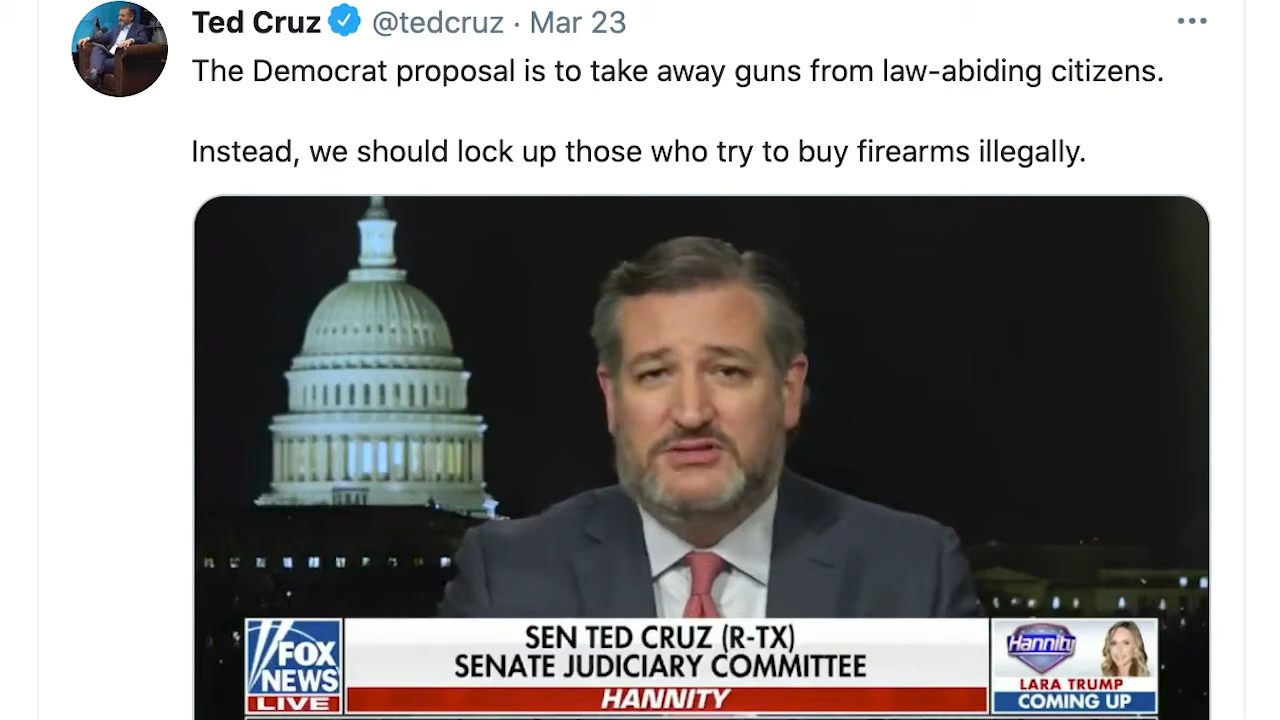 Ted Cruz @tedcruz · Mar 23
The Democrat proposal is to take away guns from law-abiding citizens.
Instead, we should lock up those who try to buy firearms illegally.
FOX
NEWS
LIVE
SEN TED CRUZ (R-TX)
SENATE JUDICIARY COMMITTEE
HANNITY
Hannity
LARA TRUMP
COMING UP